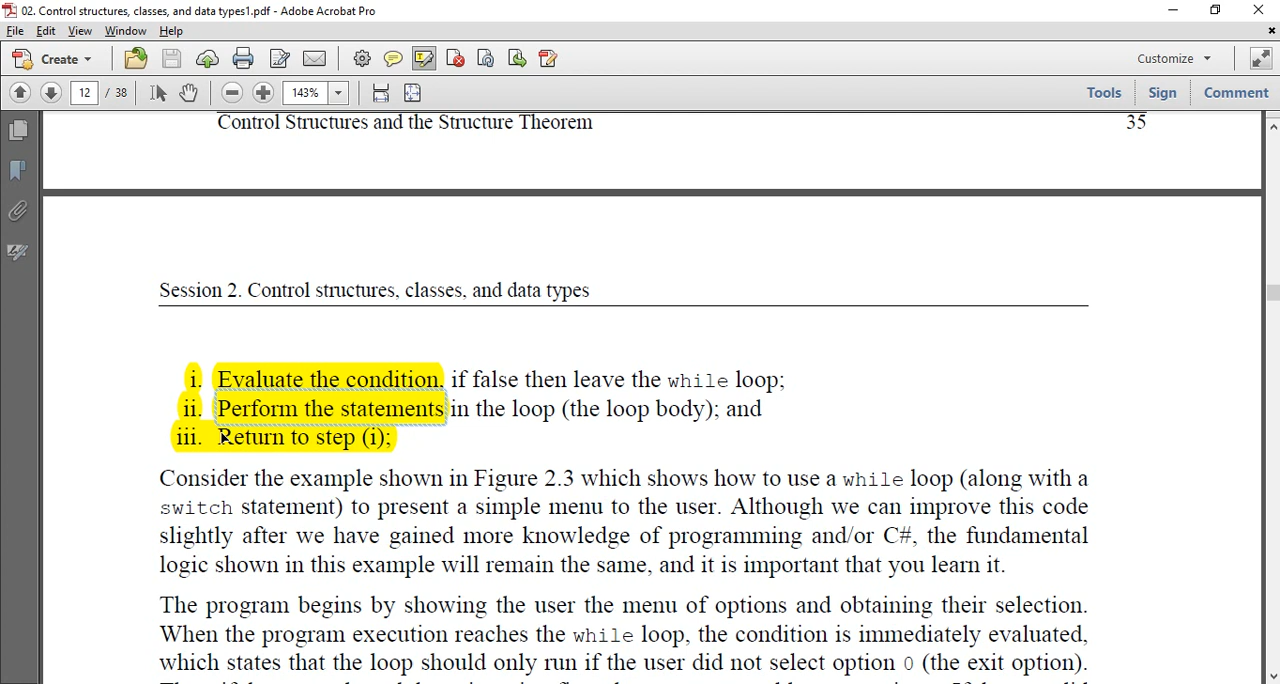 02. Control structures, classes, and data types1.pdf - Adobe Acrobat Pro
File Edit View Window Help
Create
Customize
12 / 38
143%
Tools Sign Comment
Control Structures and the Structure Theorem 35
Session 2. Control structures, classes, and data types
i. Evaluate the condition, if false then leave the while loop;
ii. Perform the statements in the loop (the loop body); and
iii. Return to step (i);
Consider the example shown in Figure 2.3 which shows how to use a while loop (along with a
switch statement) to present a simple menu to the user. Although we can improve this code
slightly after we have gained more knowledge of programming and/or C#, the fundamental
logic shown in this example will remain the same, and it is important that you learn it.
The program begins by showing the user the menu of options and obtaining their selection.
When the program execution reaches the while loop, the condition is immediately evaluated,
which states that the loop should only run if the user did not select option 0 (the exit option).